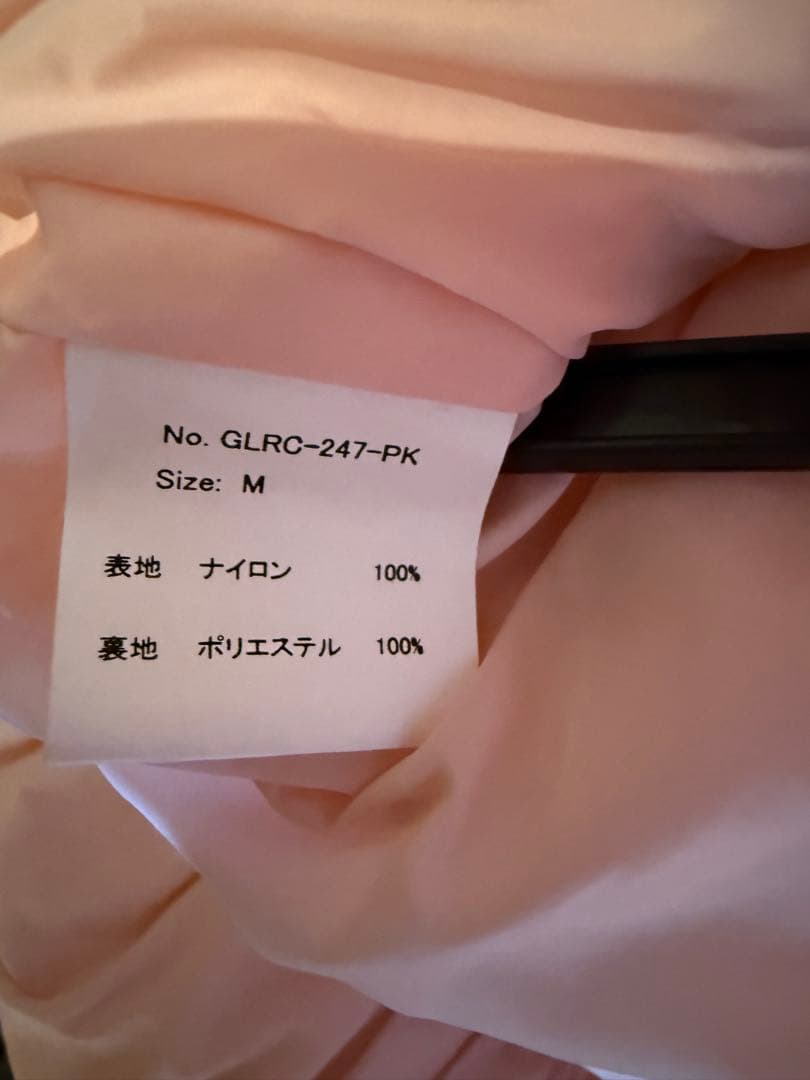 No. GLRC-247-PK
Size: M
表地 ナイロン 100%
裏地 ポリエステル 100%